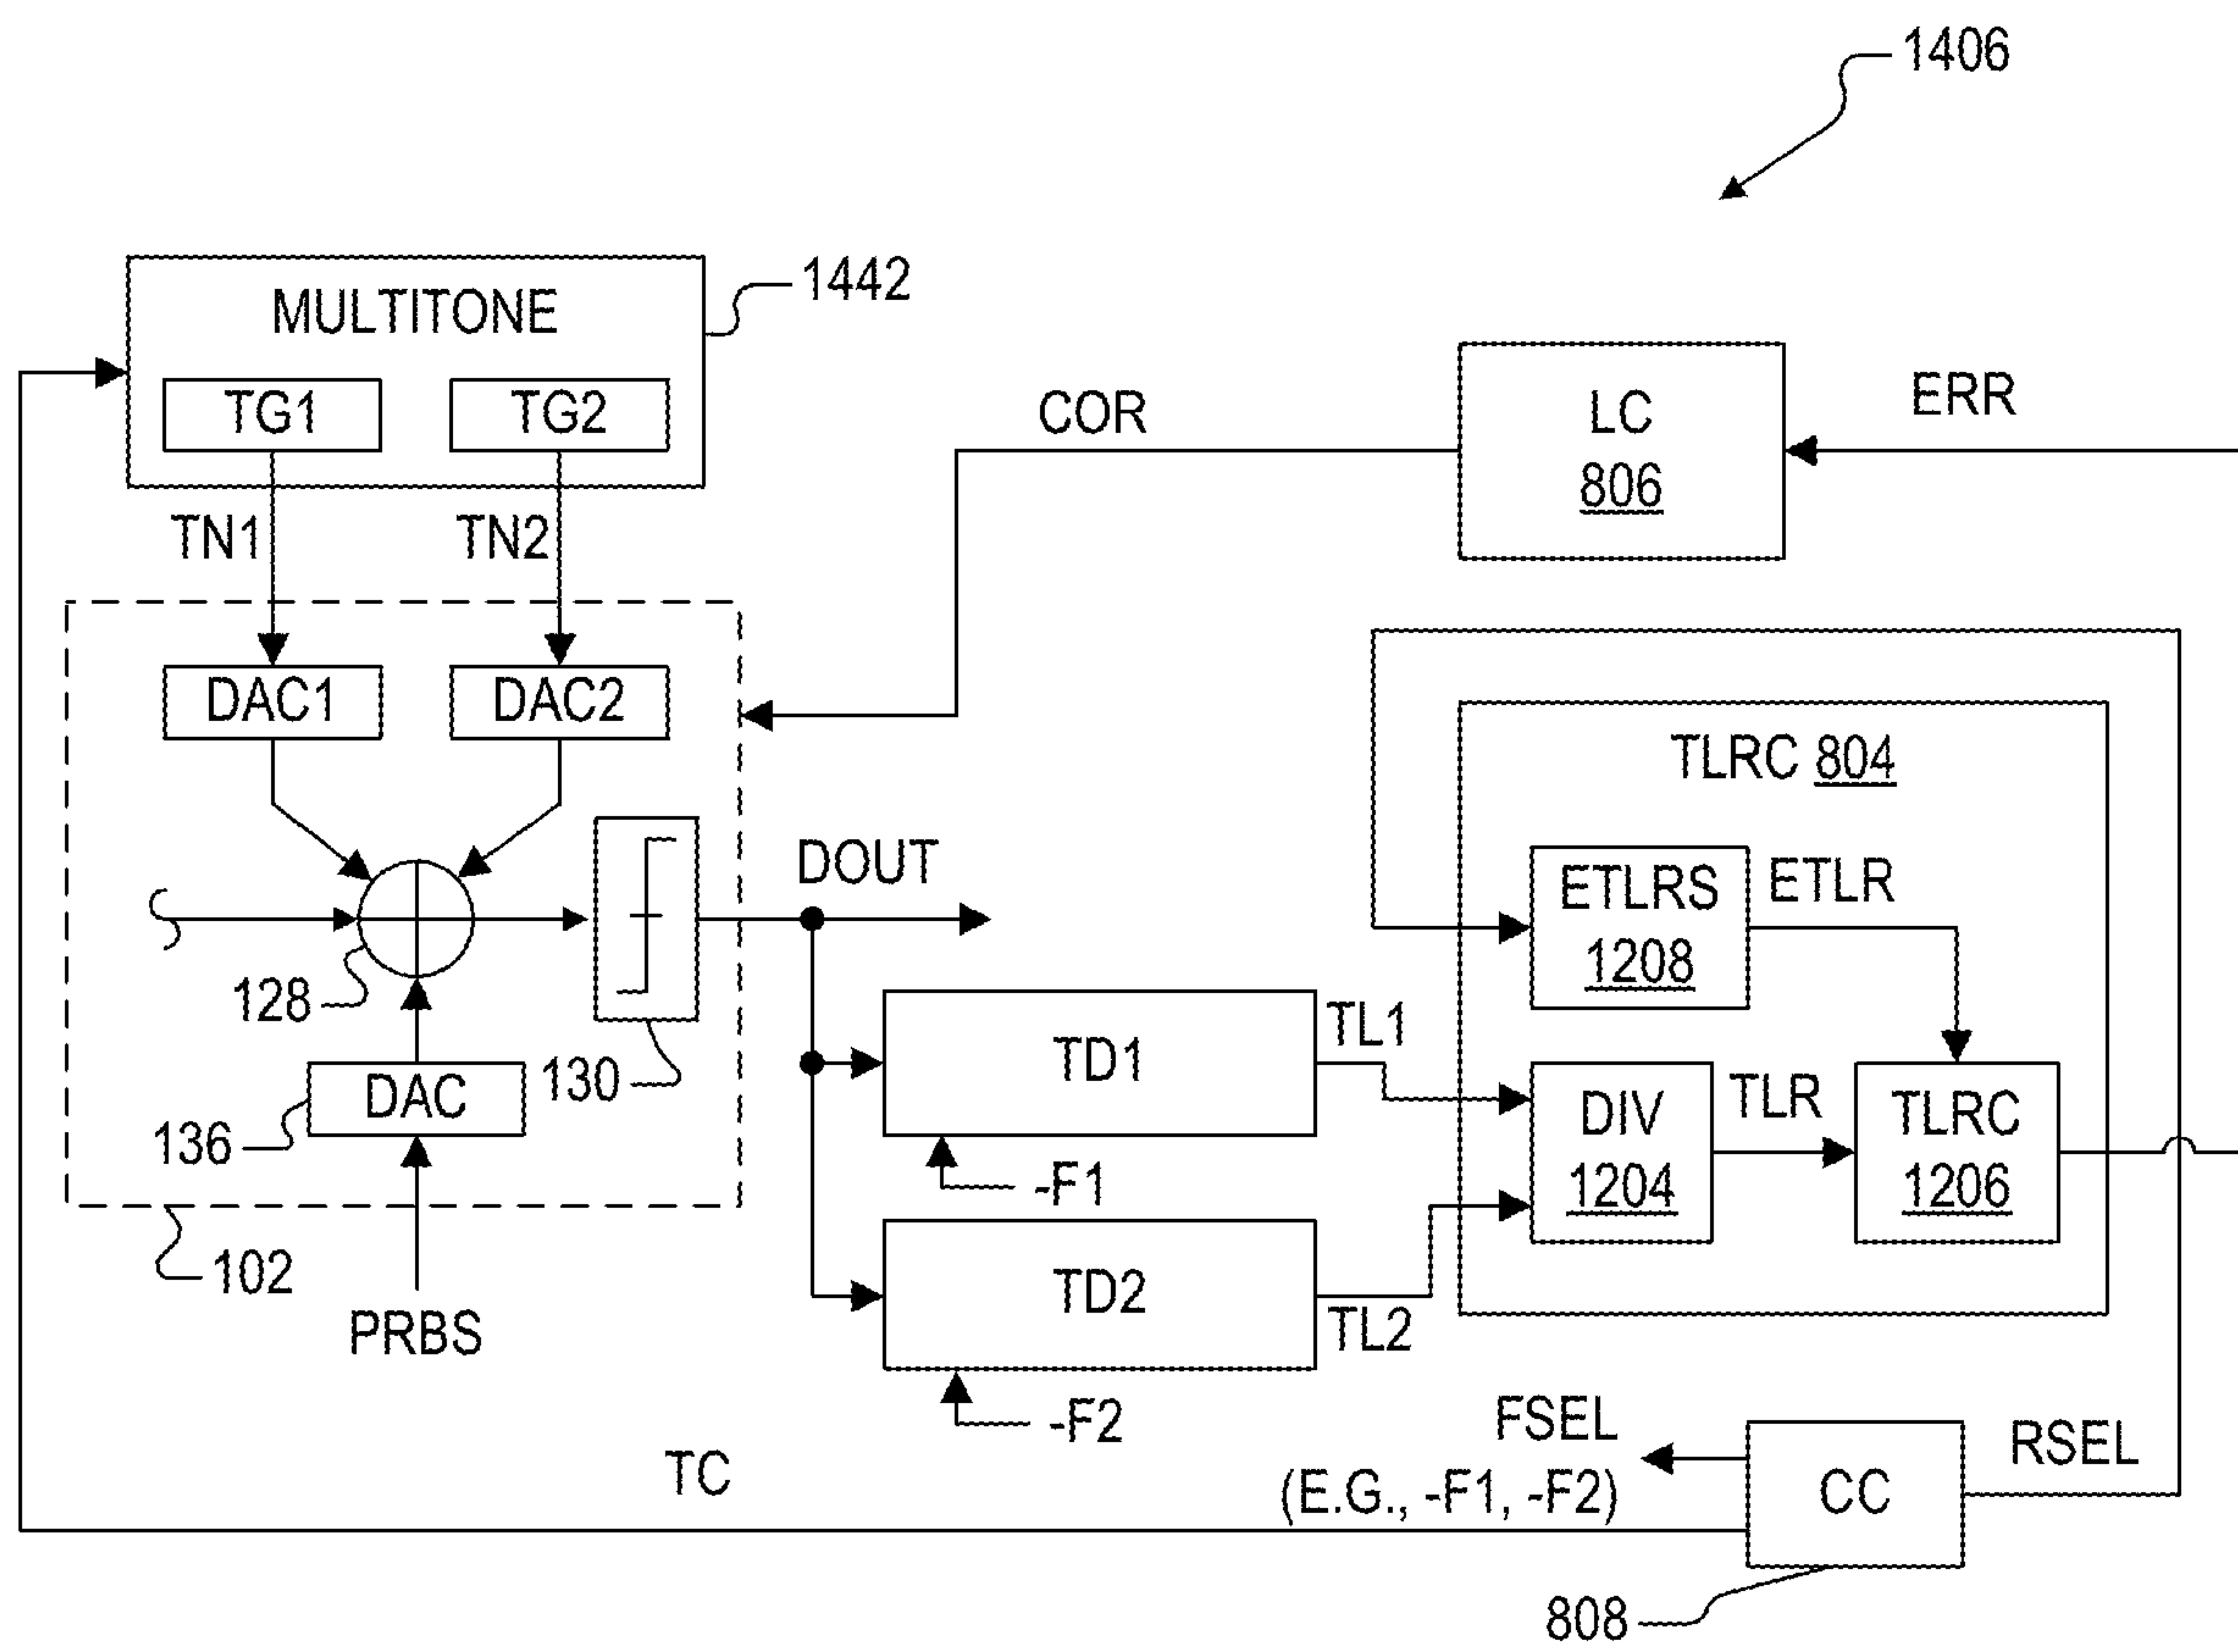 1406
MULTITONE
1442
TG1
TG2
TN1
TN2
COR
LC
806
ERR
DAC1
DAC2
TLRC 804
DOUT
ETLRS
1208
ETLR
128
130
DAC
136
TD1
TL1
-F1
DIV
1204
TLR
TLRC
1206
102
PRBS
TD2
TL2
-F2
TC
FSEL
(E.G., -F1, -F2)
CC
RSEL
808